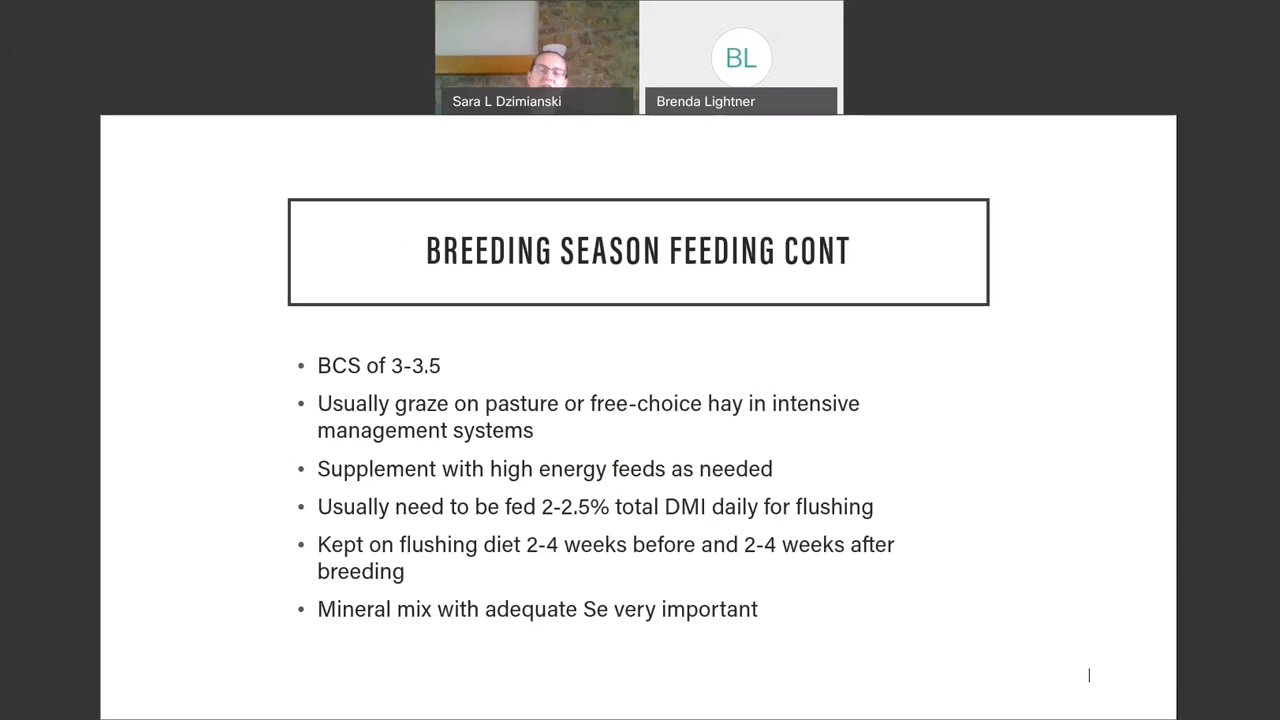 BL
Sara L Dzimianski
Brenda Lightner
BREEDING SEASON FEEDING CONT
• BCS of 3-3.5
• Usually graze on pasture or free-choice hay in intensive
management systems
• Supplement with high energy feeds as needed
• Usually need to be fed 2-2.5% total DMI daily for flushing
• Kept on flushing diet 2-4 weeks before and 2-4 weeks after
breeding
• Mineral mix with adequate Se very important